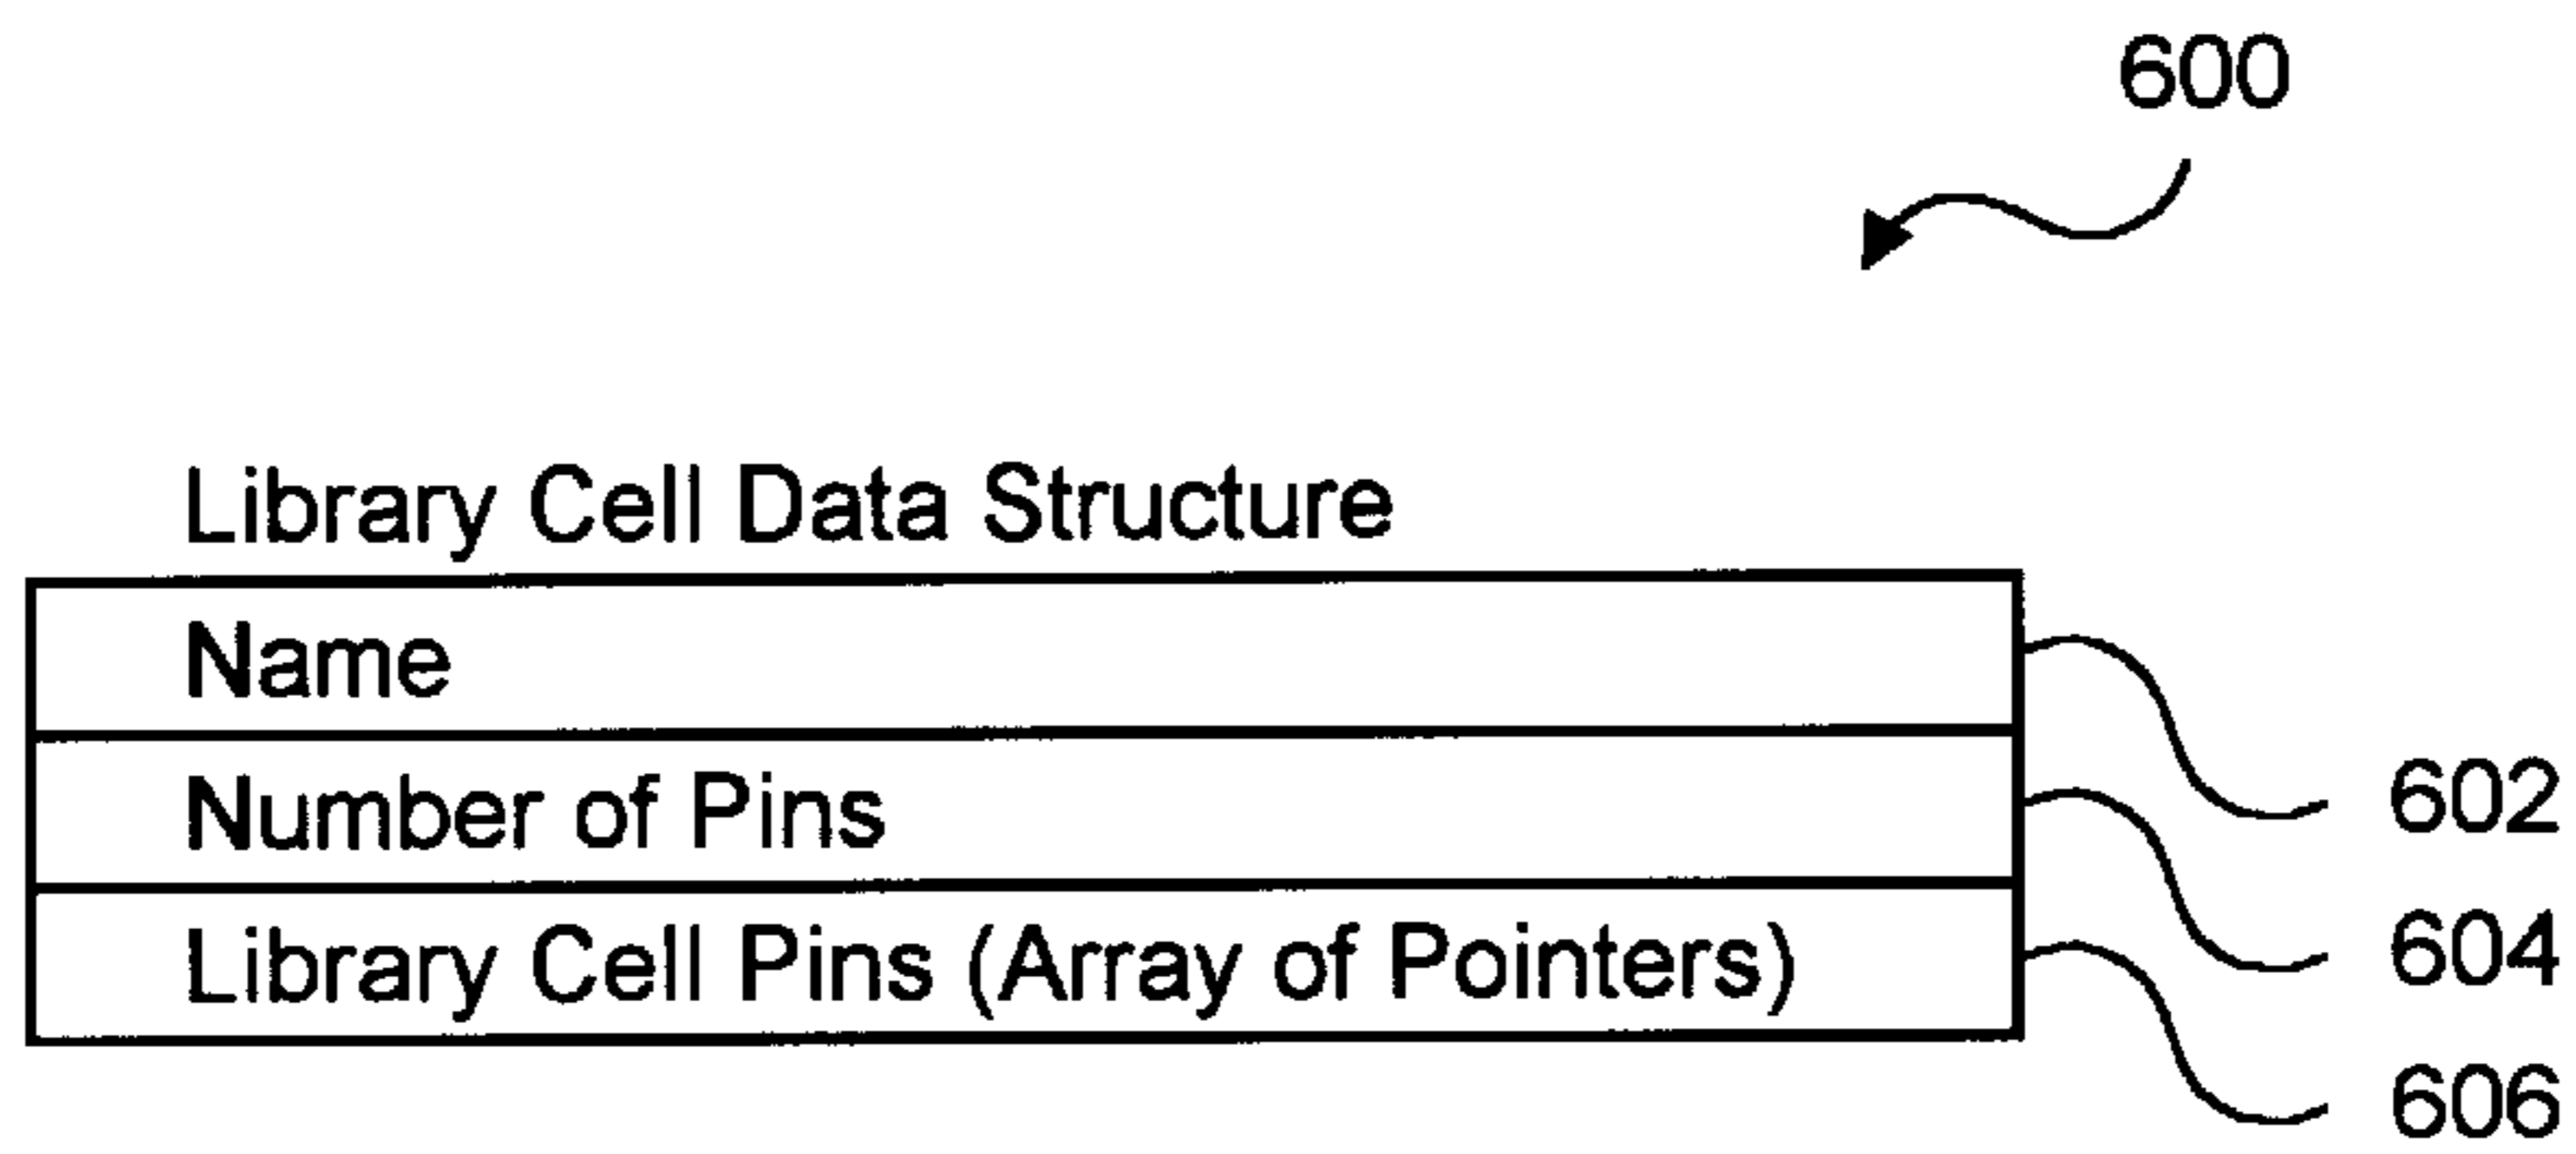 600
Library Cell Data Structure
Name
602
Number of Pins
604
Library Cell Pins (Array of Pointers)
606